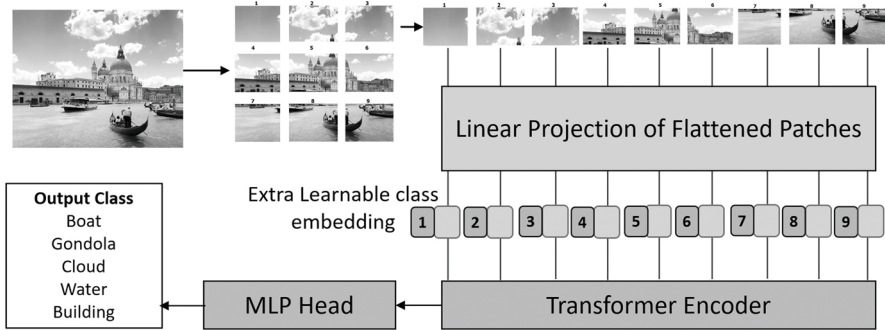 1 2 3
4 5 6
7 8 9
1 2 3 4 5 6 7 8 9
Linear Projection of Flattened Patches
Extra Learnable class
embedding
1 2 3 4 5 6 7 8 9
Output Class
Boat
Gondola
Cloud
Water
Building
MLP Head
Transformer Encoder